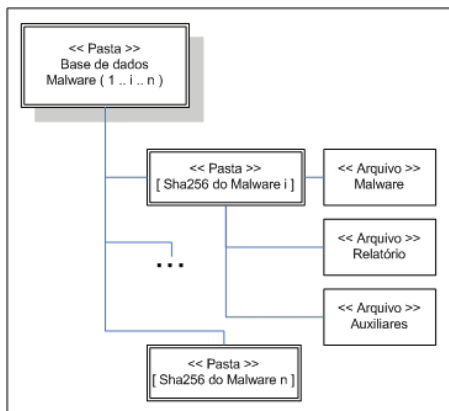 << Pasta >>
Base de dados
Malware ( 1 .. i .. n )
<< Pasta >>
[ Sha256 do Malware i ]
<< Arquivo >>
Malware
<< Arquivo >>
Relatório
...
<< Arquivo >>
Auxiliares
<< Pasta >>
[ Sha256 do Malware n ]